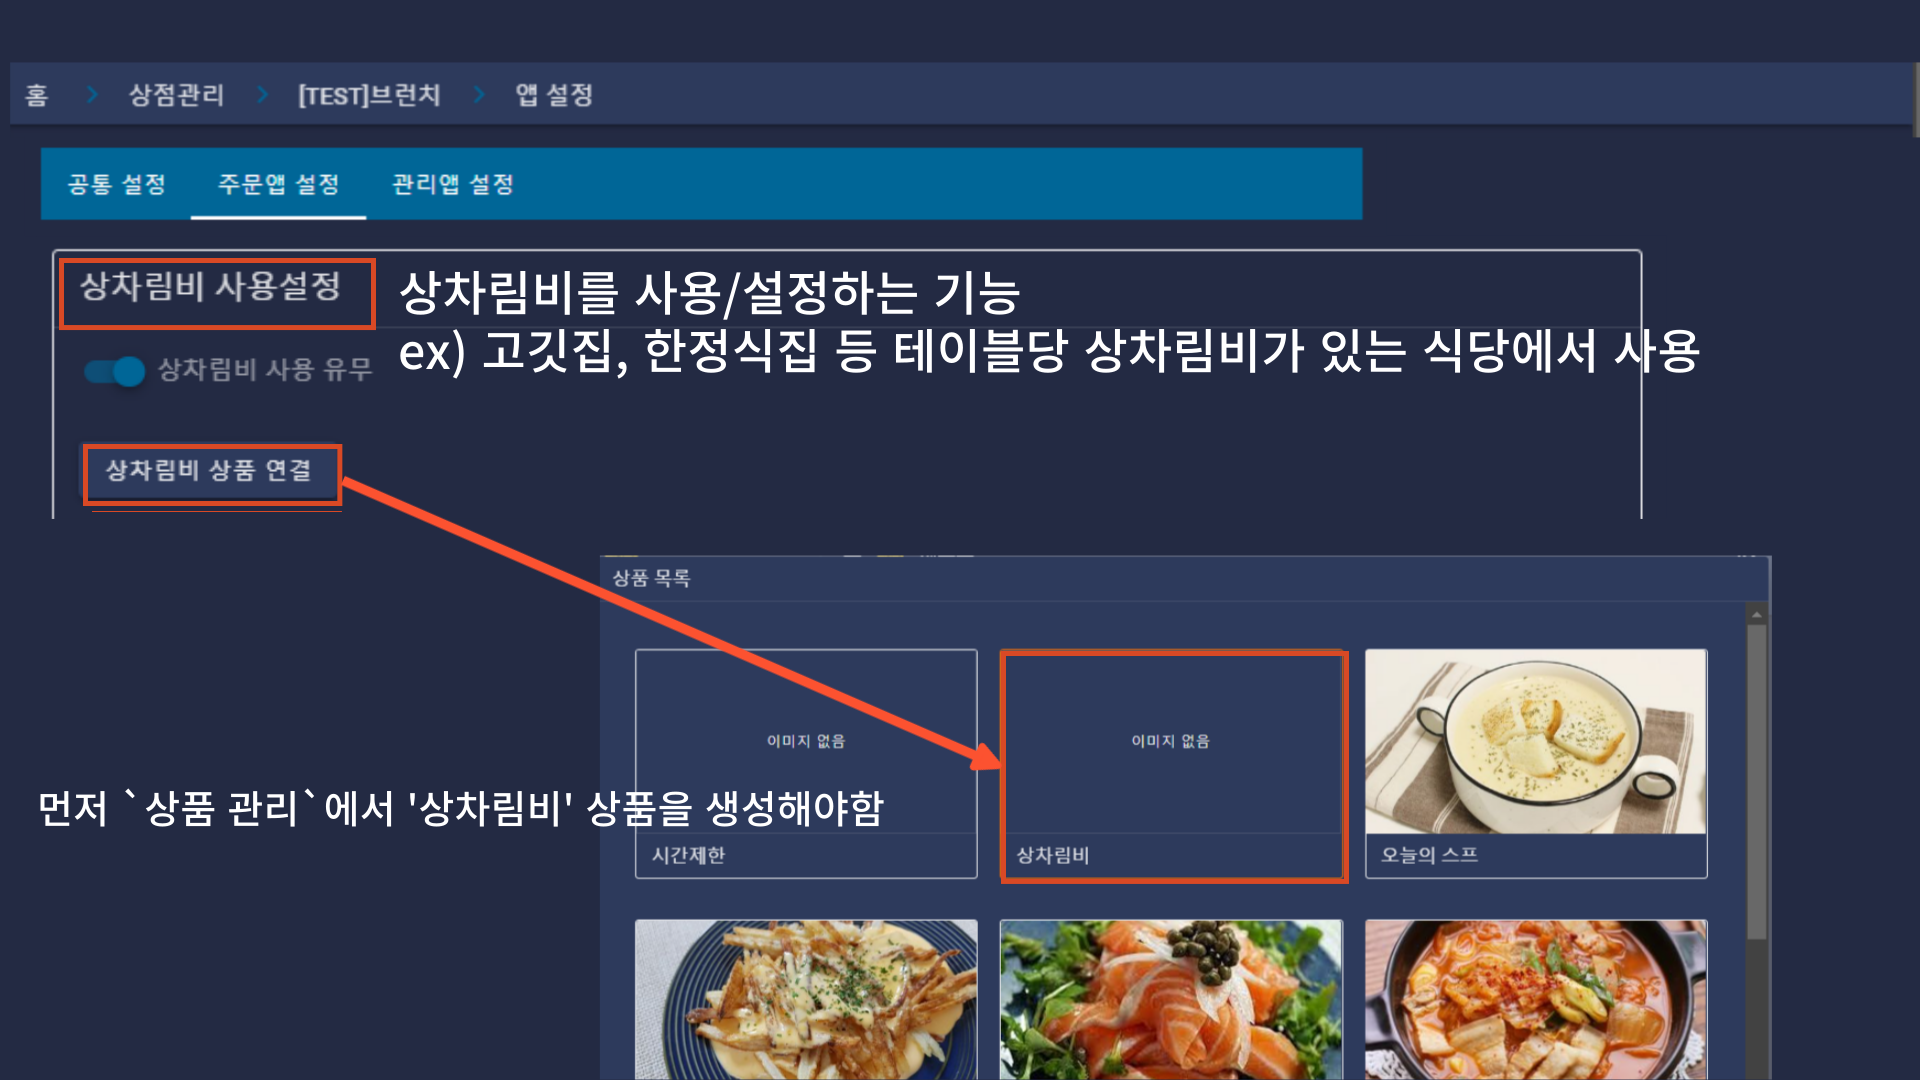 홈 > 상점관리 > [TEST]브런치 > 앱 설정
공통 설정 주문앱 설정 관리앱 설정
상차림비 사용설정
상차림비를 사용/설정하는 기능
ex) 고깃집, 한정식집 등 테이블당 상차림비가 있는 식당에서 사용
상차림비 사용 유무
상차림비 상품 연결
상품 목록
이미지 없음
이미지 없음
먼저 `상품 관리`에서 '상차림비' 상품을 생성해야함
시간제한
상차림비
오늘의 스프